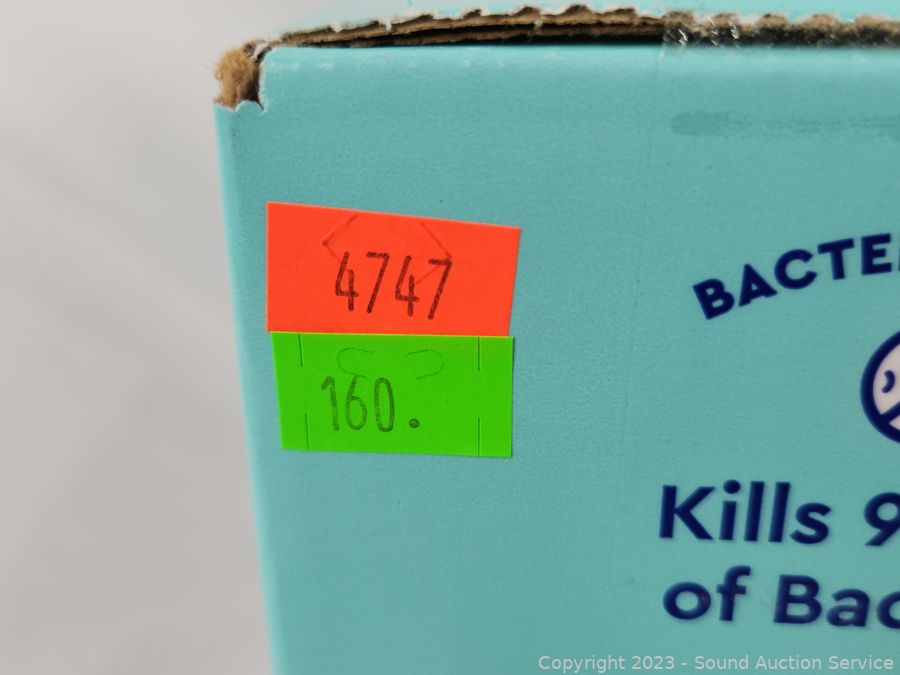 4747
160.
BACTE
Kills 9
of Bac
Copyright 2023 - Sound Auction Service